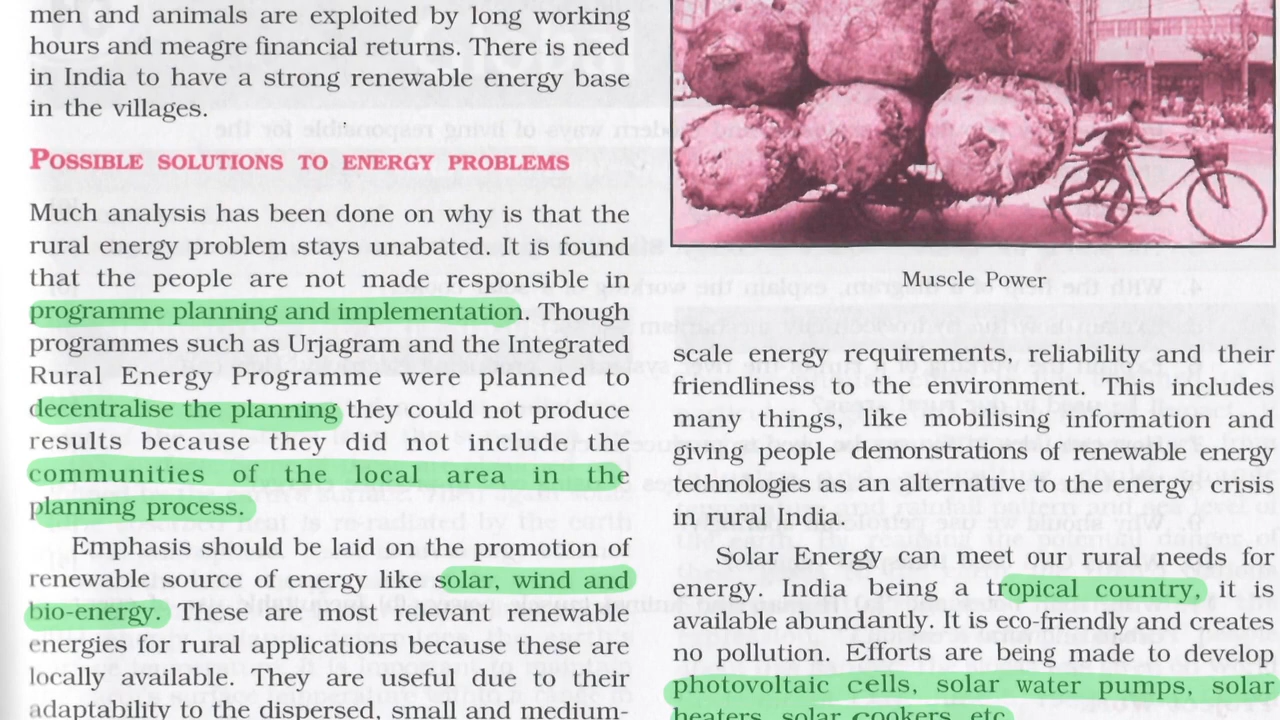 men and animals are exploited by long working
hours and meagre financial returns. There is need
in India to have a strong renewable energy base
in the villages.
POSSIBLE SOLUTIONS TO ENERGY PROBLEMS
Much analysis has been done on why is that the
rural energy problem stays unabated. It is found
that the people are not made responsible in
programme planning and implementation. Though
programmes such as Urjagram and the Integrated
Rural Energy Programme were planned to
decentralise the planning they could not produce
results because they did not include the
communities of the local area in th
planning process.
Emphasis should be laid on the promotion of
renewable source of energy like solar, wind and
bio-energy. These are most relevant renewable
energies for rural applications because these are
locally available. They are useful due to their
adaptability to the dispersed, small and medium-
Muscle Power
scale energy requirements, reliability and their
friendliness to the environment. This includes
many things, like mobilising information and
giving people demonstrations of renewable energy
technologies as an alternative to the energy crisis
in rural India.
Solar Energy can meet our rural needs for
energy. India being a tropical country, it is
available abundantly. It is eco-friendly and creates
no pollution. Efforts are being made to develop
photovoltaic cells, solar water pumps, solar
heaters, solar cookers, etc.